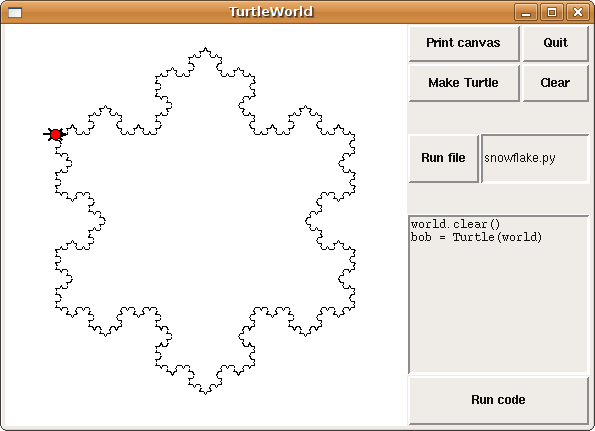 TurtleWorld
Print canvas
Quit
Make Turtle
Clear
Run file
snowflake.py
world.clear()
bob = Turtle(world)
Run code